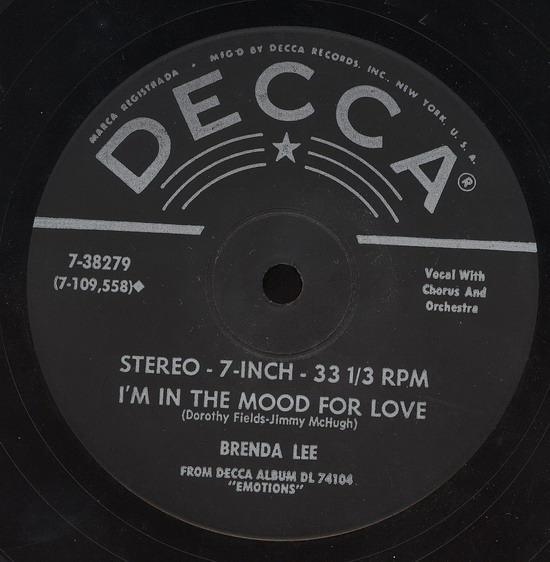 MARCA REGISTRADA • MFG'D BY DECCA RECORDS, INC., NEW YORK, U. S. A.
DECCA®
7-38279
(7-109,558)◆
Vocal With
Chorus And
Orchestra
STEREO - 7-INCH - 33 1/3 RPM
I'M IN THE MOOD FOR LOVE
(Dorothy Fields-Jimmy McHugh)
BRENDA LEE
FROM DECCA ALBUM DL 74104
"EMOTIONS"